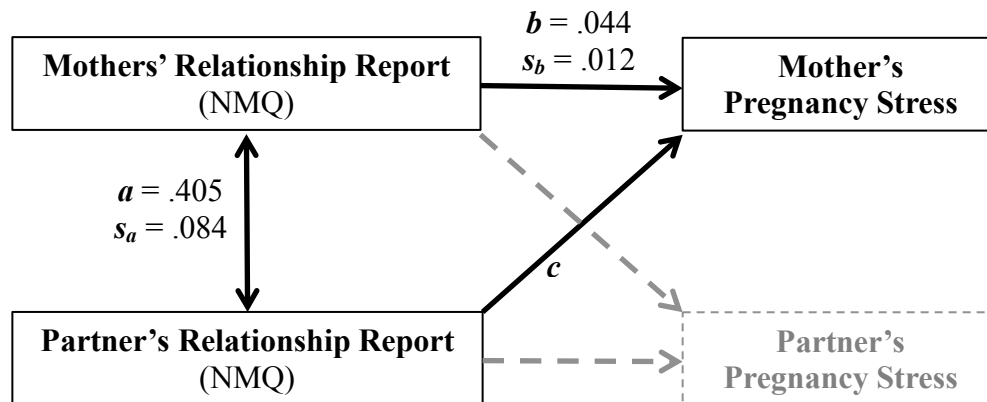 b = .044
s_b = .012
Mothers’ Relationship Report
(NMQ)
Mother’s
Pregnancy Stress
a = .405
s_a = .084
c
Partner’s Relationship Report
(NMQ)
Partner’s
Pregnancy Stress